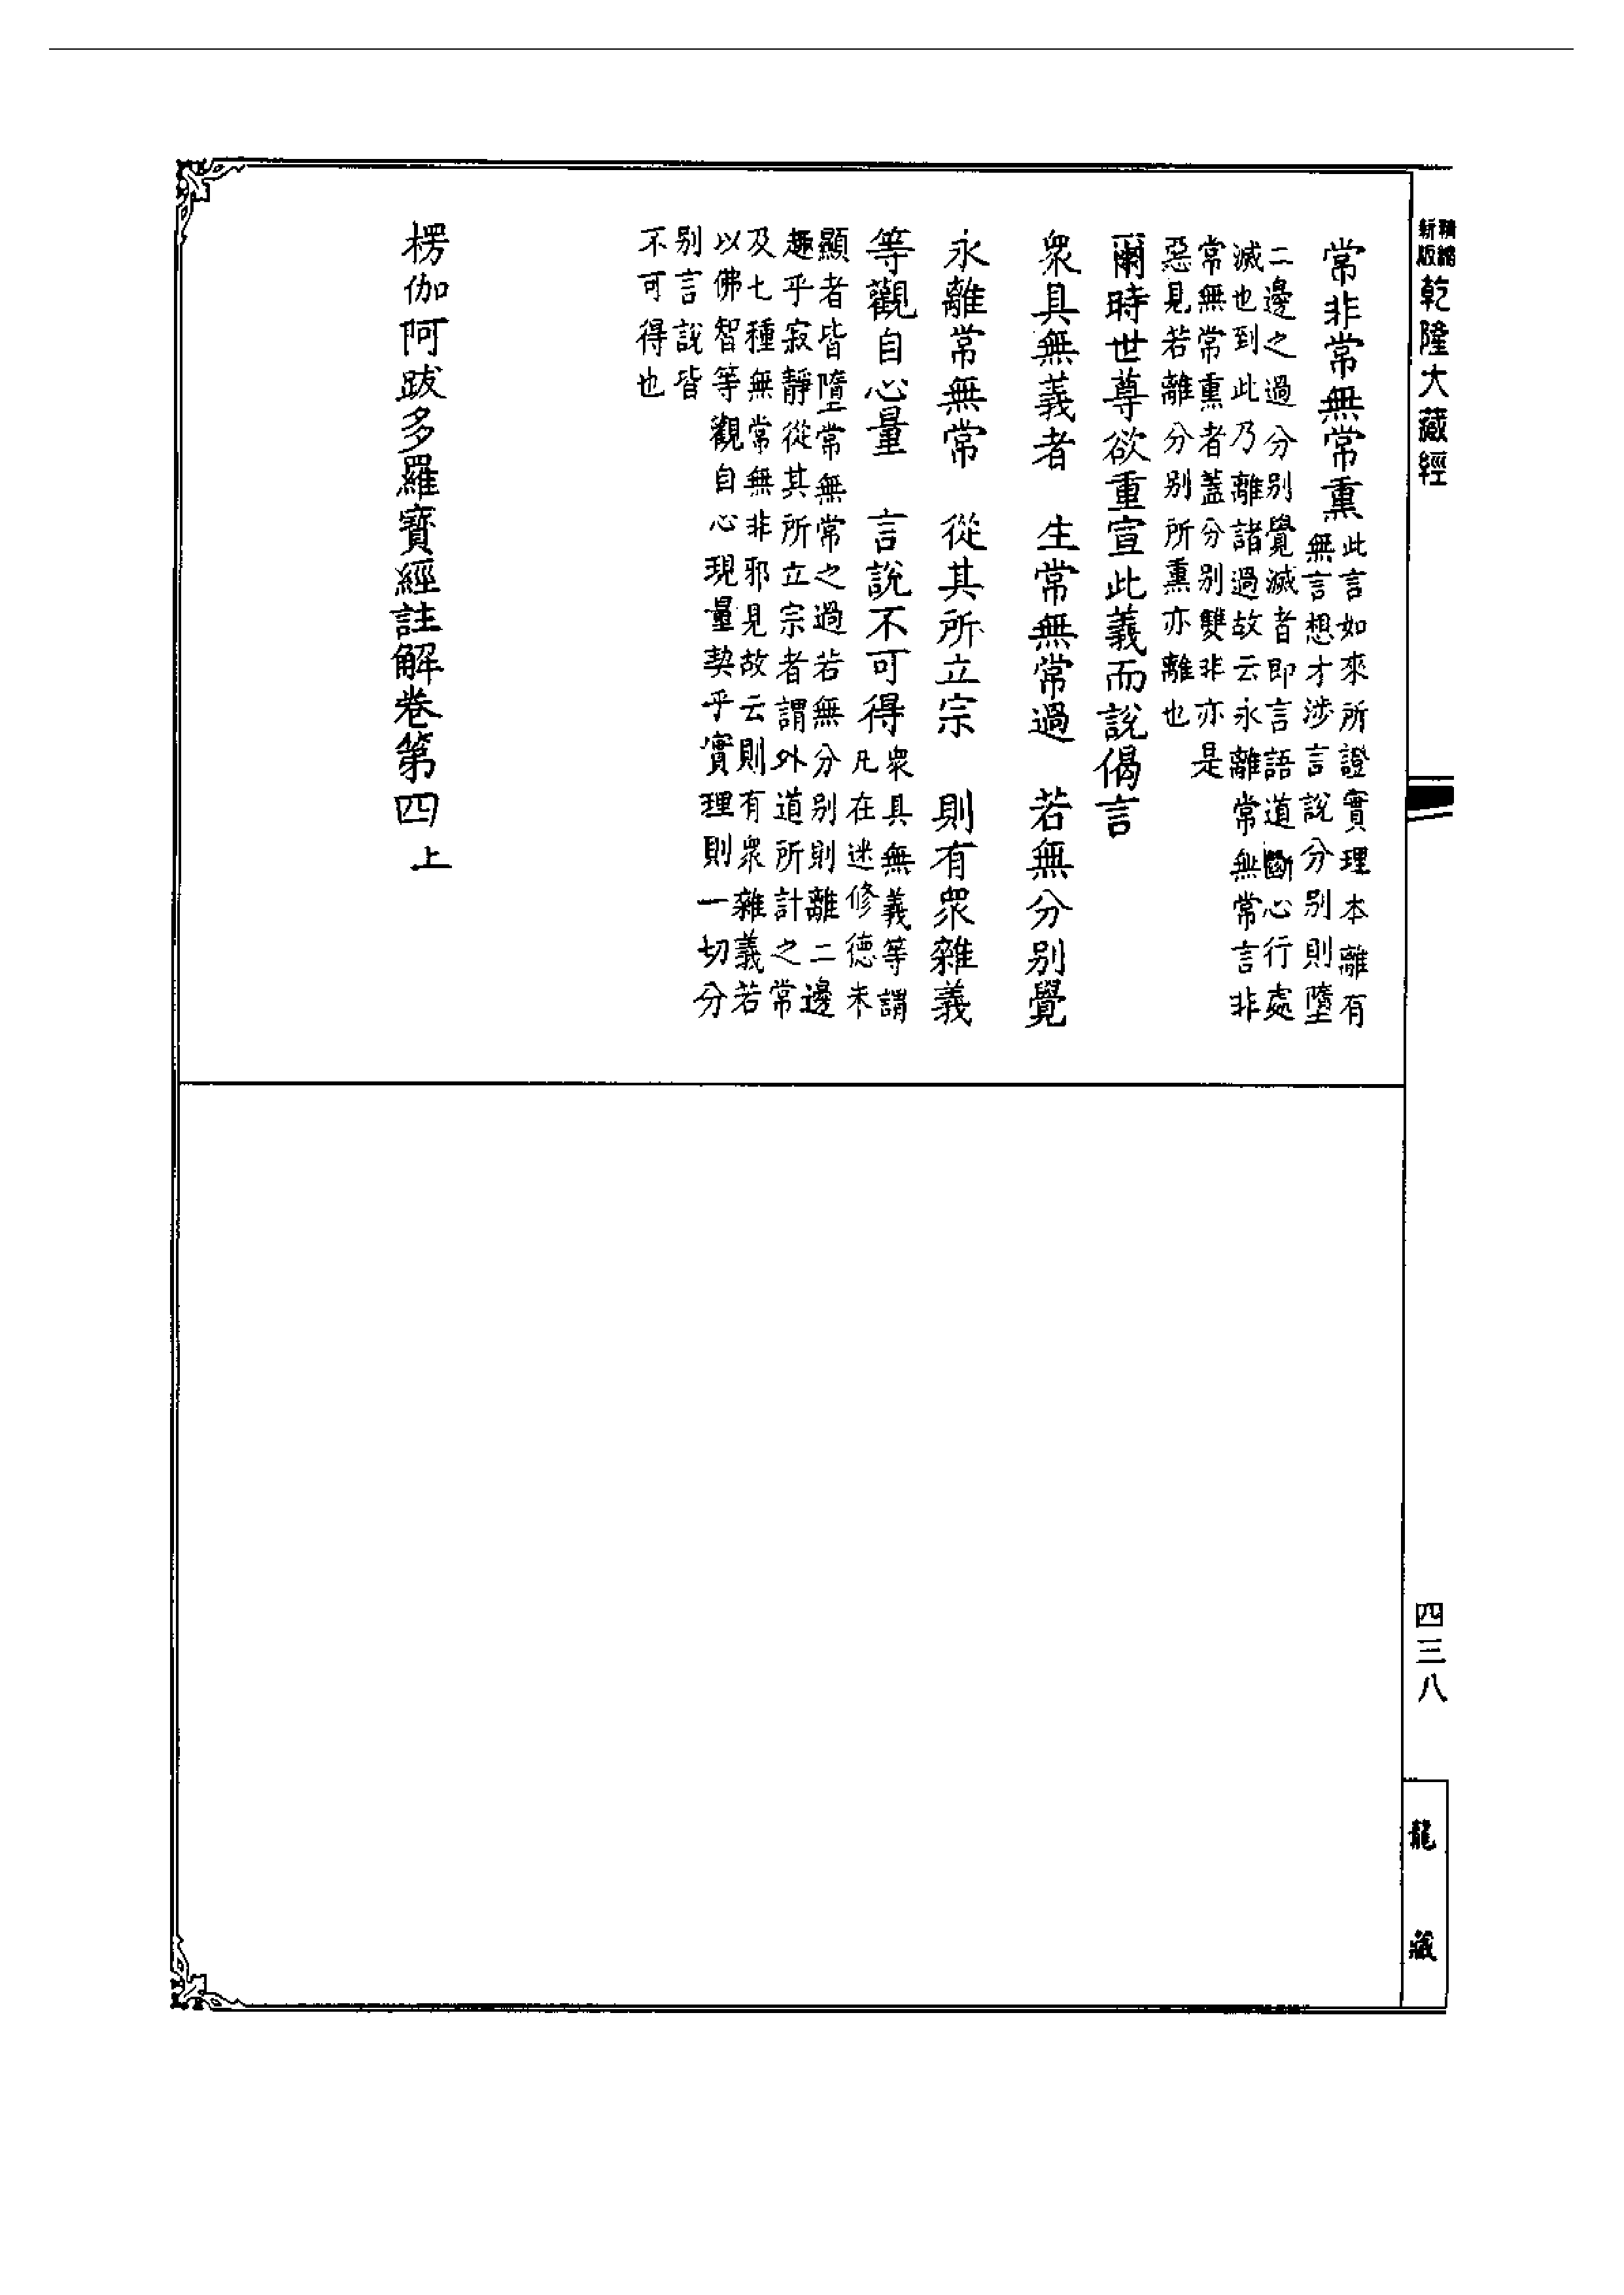 精縮
新版
乾隆大藏經
常非常無常熏
此言如來所證實理本離有
無言想才涉言說分別則墮
二邊之過分別覺滅者即言語道斷心行處
滅也到此乃離諸過故云永離常無常言非
常無常熏者蓋分別雙非亦是
惡見若離分別所熏亦離也
爾時世尊欲重宣此義而說偈言
衆具無義者　生常無常過　若無分別覺
永離常無常　從其所立宗　則有衆雜義
等觀自心量　言說不可得
衆具無義等謂
凡在迷修德未
顯者皆墮常無常之過若無分別則離二邊
趣乎寂靜從其所立宗者謂外道所計之常
及七種無常無非邪見故云則有衆雜義若
以佛智等觀自心現量契乎實理則一切分
別言說皆
不可得也
楞伽阿跋多羅寶經註解卷第四上
四三八
龍藏